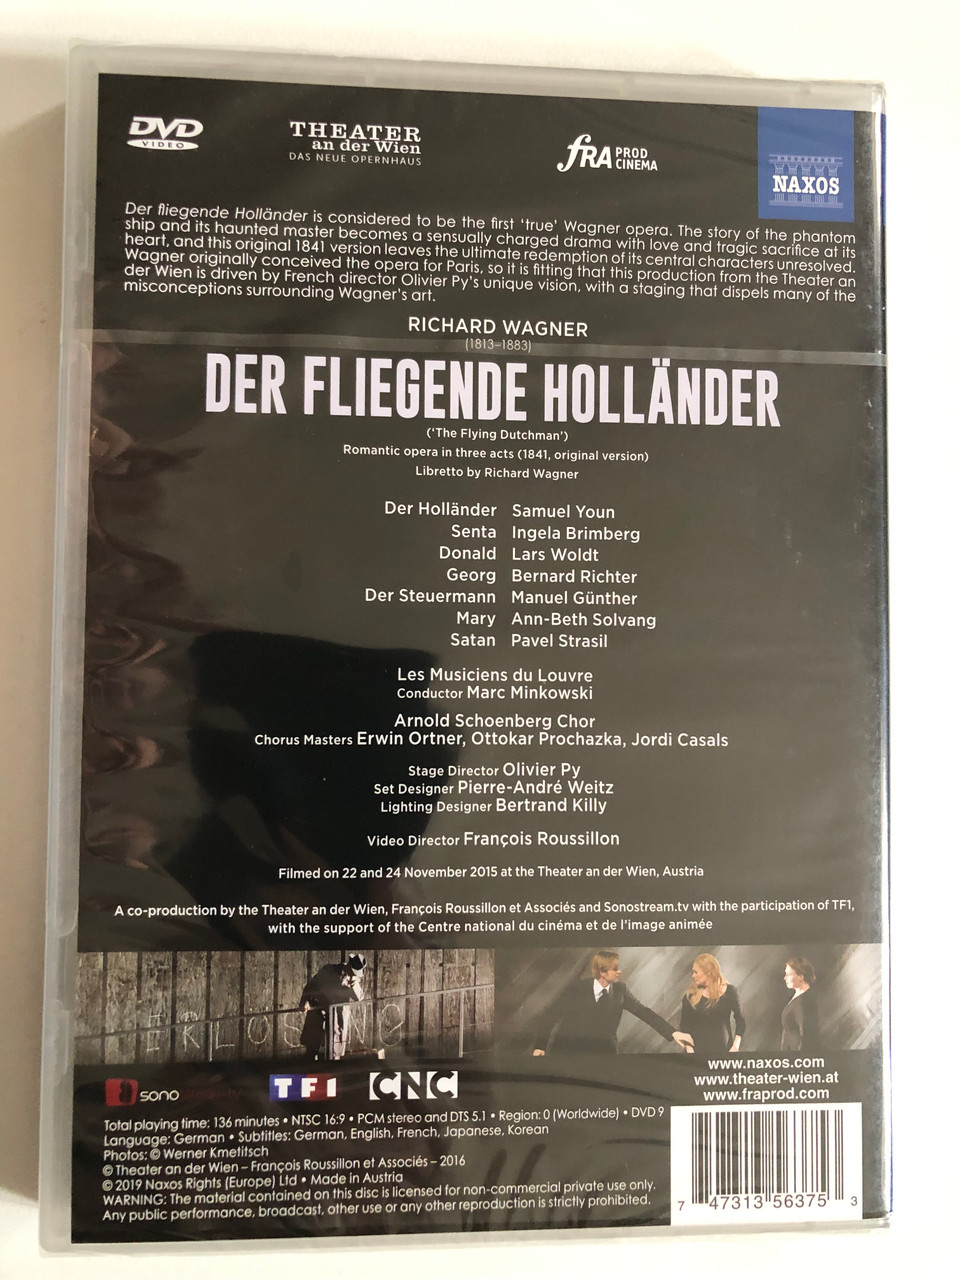 DVD
VIDEO
THEATER
an der Wien
DAS NEUE OPERNHAUS
fRA PROD
CINEMA
NAXOS
Der fliegende Holländer is considered to be the first 'true' Wagner opera. The story of the phantom
ship and its haunted master becomes a sensually charged drama with love and tragic sacrifice at its
heart, and this original 1841 version leaves the ultimate redemption of its central characters unresolved.
Wagner originally conceived the opera for Paris, so it is fitting that this production from the Theater an
der Wien is driven by French director Olivier Py's unique vision, with a staging that dispels many of the
misconceptions surrounding Wagner's art.
RICHARD WAGNER
(1813–1883)
DER FLIEGENDE HOLLÄNDER
('The Flying Dutchman')
Romantic opera in three acts (1841, original version)
Libretto by Richard Wagner
Der Holländer Samuel Youn
Senta Ingela Brimberg
Donald Lars Woldt
Georg Bernard Richter
Der Steuermann Manuel Günther
Mary Ann-Beth Solvang
Satan Pavel Strasil
Les Musiciens du Louvre
Conductor Marc Minkowski
Arnold Schoenberg Chor
Chorus Masters Erwin Ortner, Ottokar Prochazka, Jordi Casals
Stage Director Olivier Py
Set Designer Pierre-André Weitz
Lighting Designer Bertrand Killy
Video Director François Roussillon
Filmed on 22 and 24 November 2015 at the Theater an der Wien, Austria
A co-production by the Theater an der Wien, François Roussillon et Associés and Sonostream.tv with the participation of TF1,
with the support of the Centre national du cinéma et de l'image animée
ERLÖSUNG
sono
TF1
CNC
www.naxos.com
www.theater-wien.at
www.fraprod.com
Total playing time: 136 minutes • NTSC 16:9 • PCM stereo and DTS 5.1 • Region: 0 (Worldwide) • DVD 9
Language: German • Subtitles: German, English, French, Japanese, Korean
Photos: © Werner Kmetitsch
© Theater an der Wien – François Roussillon et Associés – 2016
© 2019 Naxos Rights (Europe) Ltd • Made in Austria
WARNING: The material contained on this disc is licensed for non-commercial private use only.
Any public performance, broadcast, other use or any other reproduction is strictly prohibited.
7 47313 56375 3